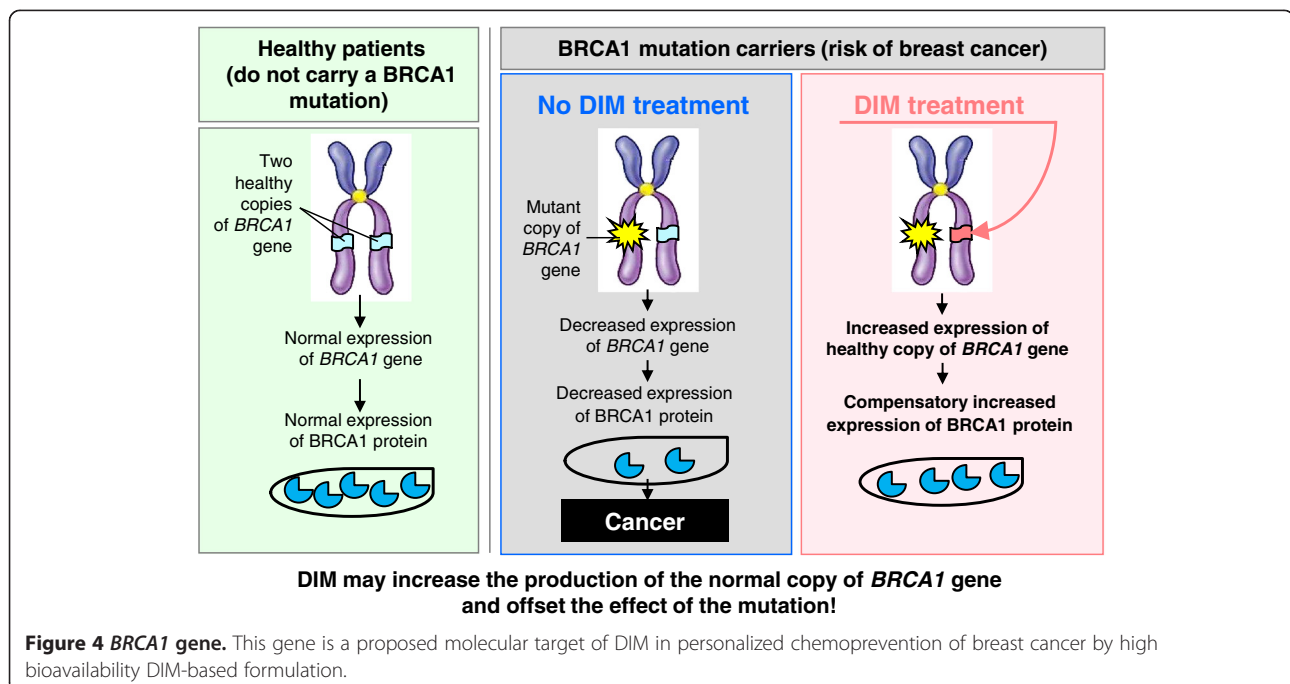 Healthy patients
(do not carry a BRCA1
mutation)
Two
healthy
copies
of BRCA1
gene
Normal expression
of BRCA1 gene
Normal expression
of BRCA1 protein
BRCA1 mutation carriers (risk of breast cancer)
No DIM treatment
Mutant
copy of
BRCA1
gene
Decreased expression
of BRCA1 gene
Decreased expression
of BRCA1 protein
Cancer
DIM treatment
Increased expression of
healthy copy of BRCA1 gene
Compensatory increased
expression of BRCA1 protein
DIM may increase the production of the normal copy of BRCA1 gene
and offset the effect of the mutation!
Figure 4 BRCA1 gene. This gene is a proposed molecular target of DIM in personalized chemoprevention of breast cancer by high
bioavailability DIM-based formulation.